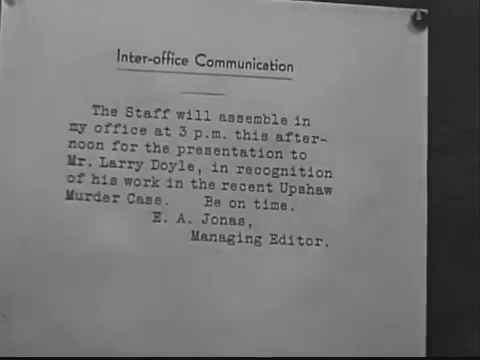 Inter-office Communication
The Staff will assemble in
my office at 3 p.m. this after-
noon for the presentation to
Mr. Larry Doyle, in recognition
of his work in the recent Upshaw
Murder Case. Be on time.
E. A. Jonas,
Managing Editor.